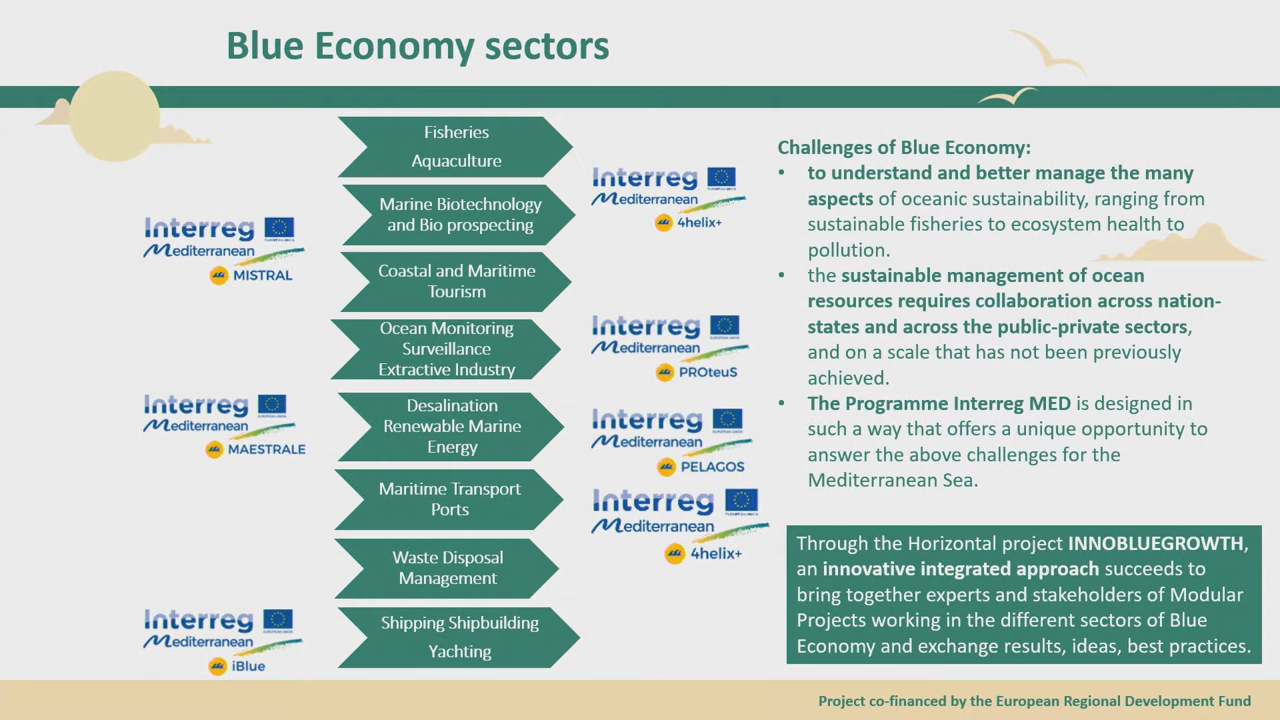 Blue Economy sectors
Interreg
Mediterranean
MISTRAL
Interreg
Mediterranean
MAESTRALE
Interreg
Mediterranean
iBlue
Fisheries
Aquaculture
Marine Biotechnology
and Bio prospecting
Coastal and Maritime
Tourism
Ocean Monitoring
Surveillance
Extractive Industry
Desalination
Renewable Marine
Energy
Maritime Transport
Ports
Waste Disposal
Management
Shipping Shipbuilding
Yachting
Interreg
Mediterranean
4helix+
Interreg
Mediterranean
PROteuS
Interreg
Mediterranean
PELAGOS
Interreg
Mediterranean
4helix+
Challenges of Blue Economy:
• to understand and better manage the many
aspects of oceanic sustainability, ranging from
sustainable fisheries to ecosystem health to
pollution.
• the sustainable management of ocean
resources requires collaboration across nation-
states and across the public-private sectors,
and on a scale that has not been previously
achieved.
• The Programme Interreg MED is designed in
such a way that offers a unique opportunity to
answer the above challenges for the
Mediterranean Sea.
Through the Horizontal project INNOBLUEGROWTH,
an innovative integrated approach succeeds to
bring together experts and stakeholders of Modular
Projects working in the different sectors of Blue
Economy and exchange results, ideas, best practices.
Project co-financed by the European Regional Development Fund